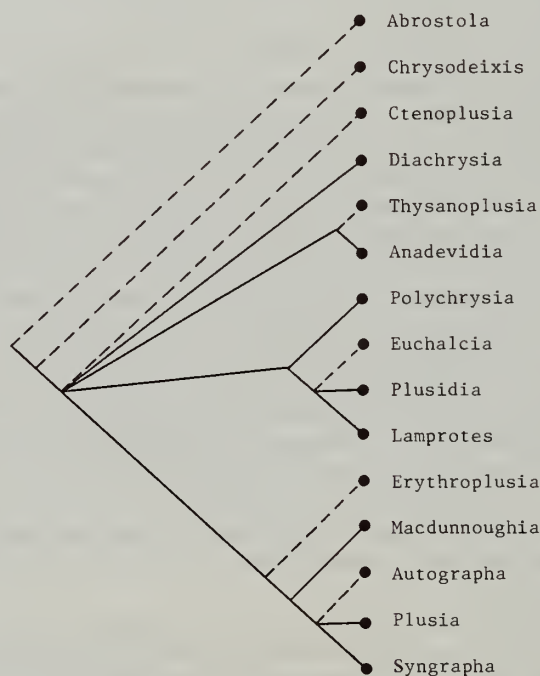 Abrostola
Chrysodeixis
Ctenoplusia
Diachrysia
Thysanoplusia
Anadevidia
Polychrysia
Euchalcia
Plusidia
Lamprotes
Erythroplusia
Macdunnoughia
Autographa
Plusia
Syngrapha